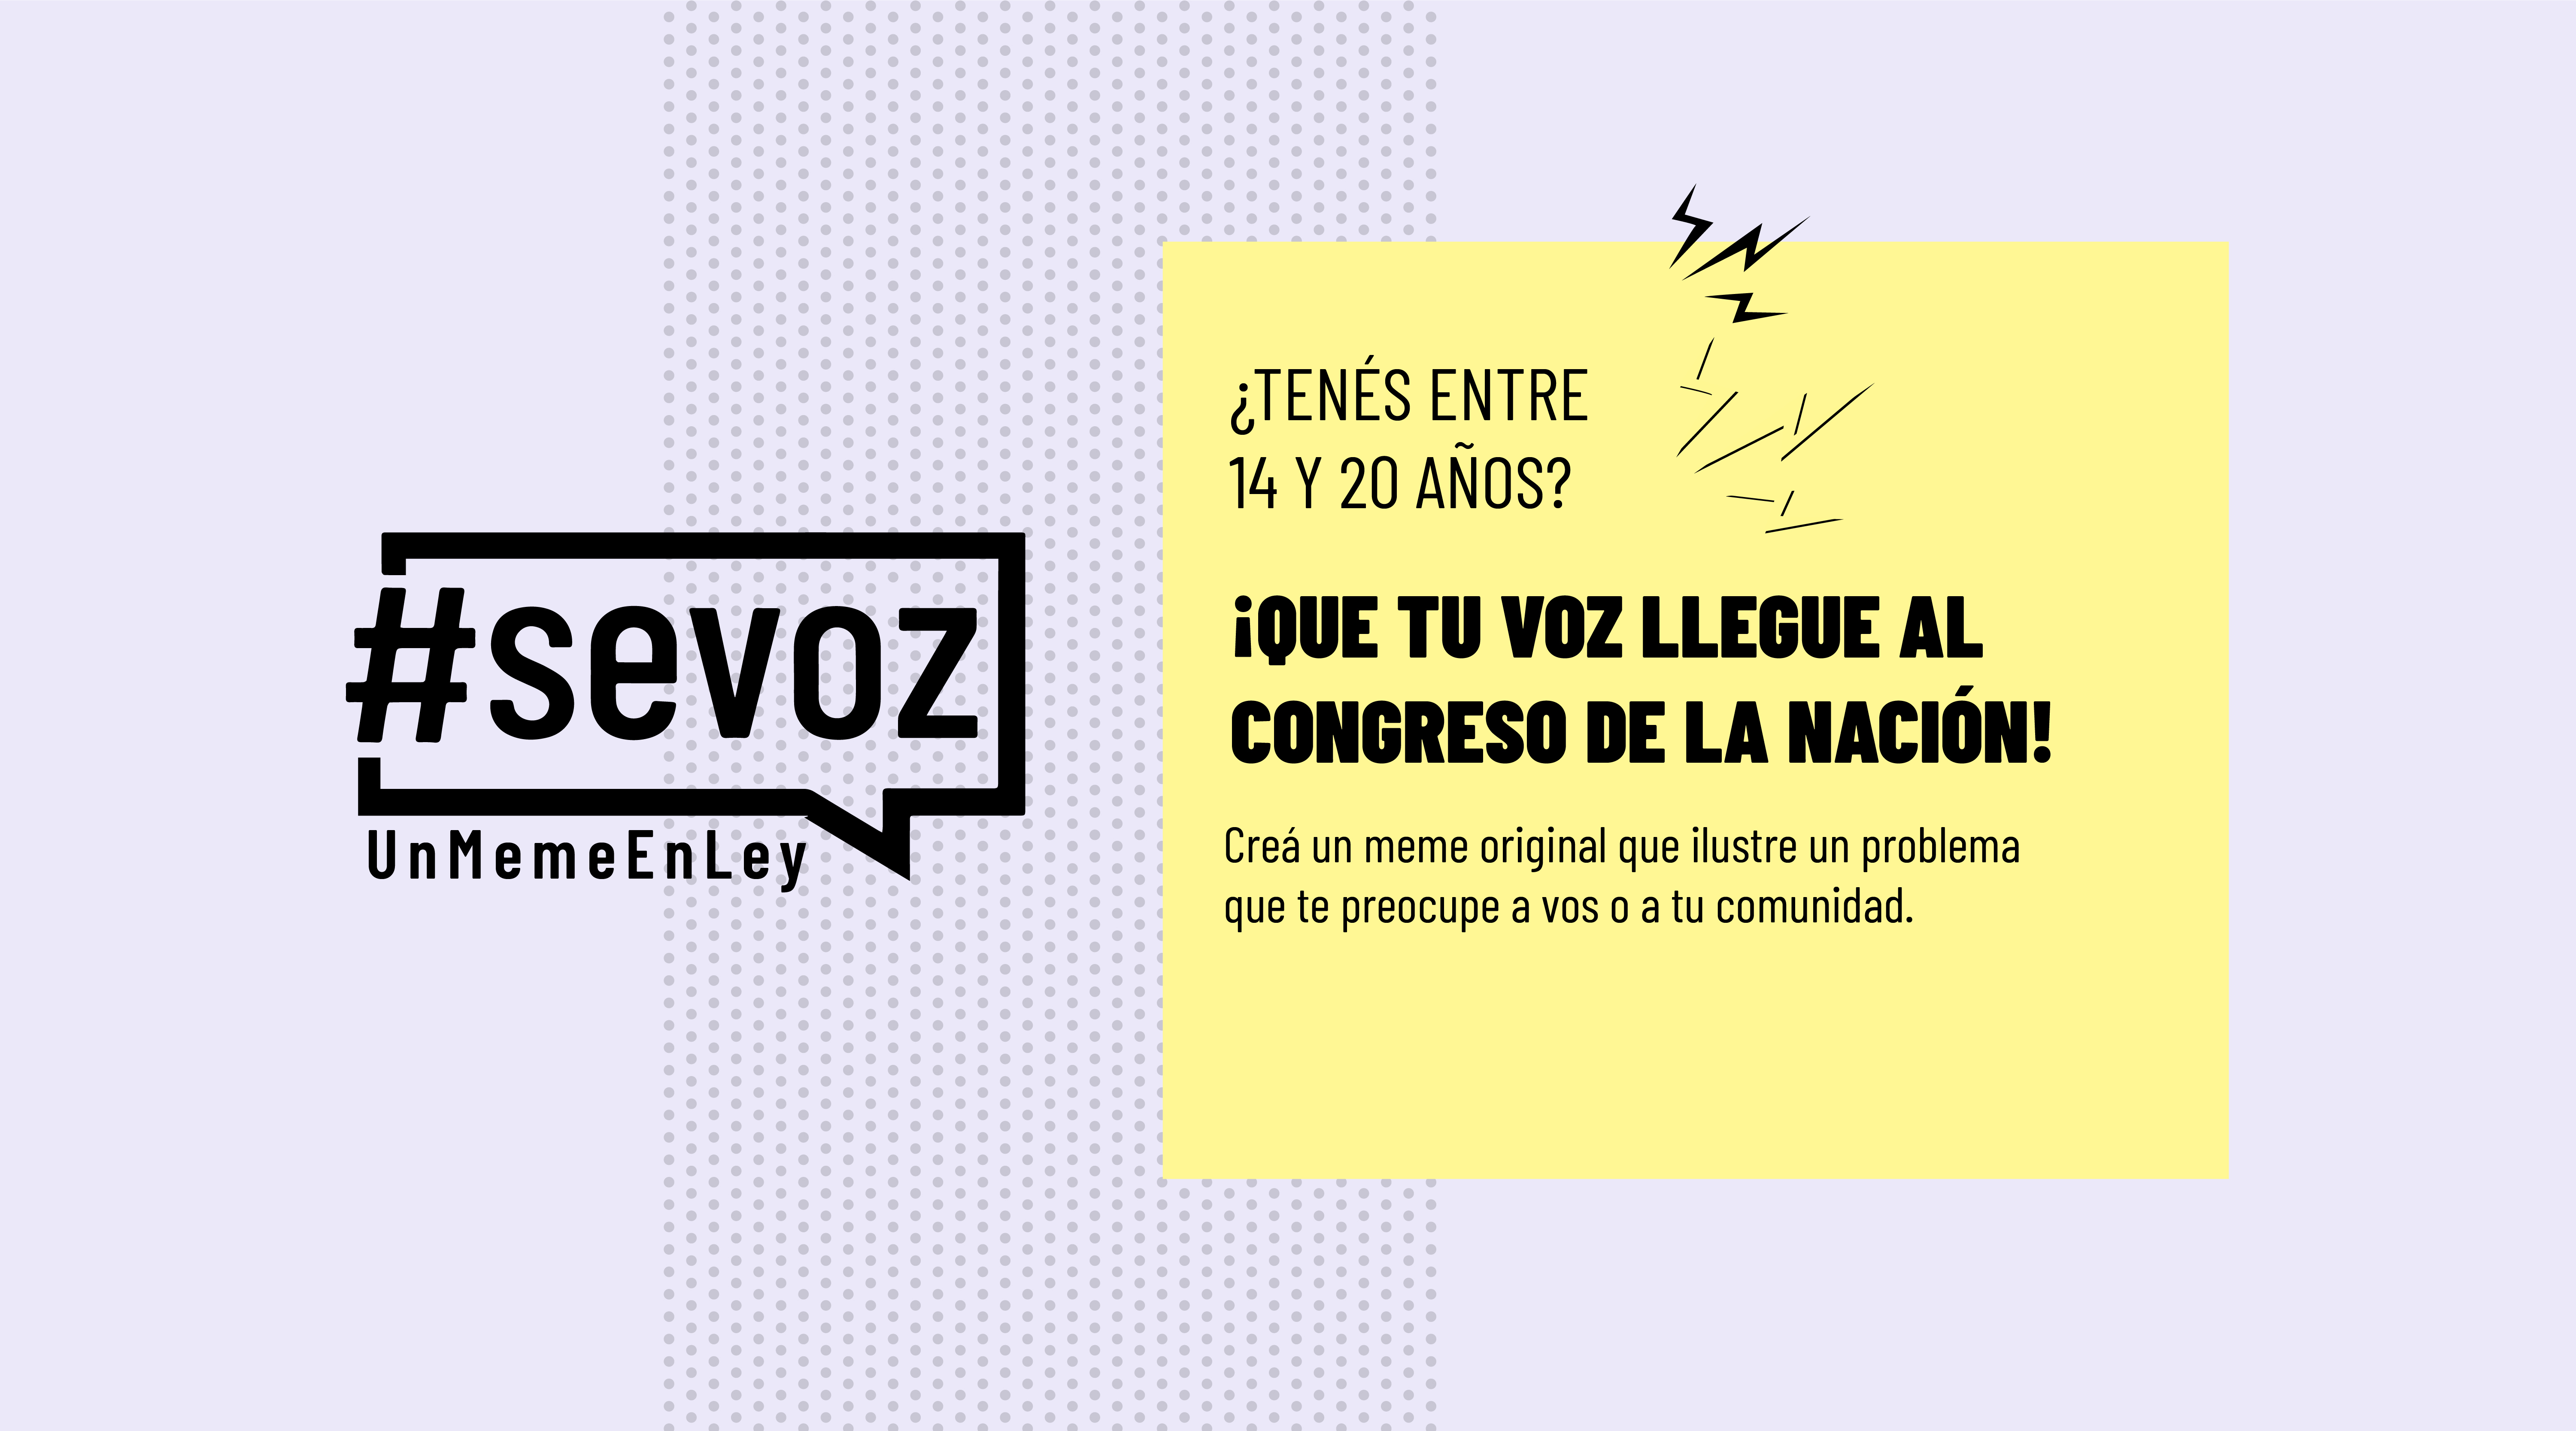 #sevoz
UnMemeEnLey
¿TENÉS ENTRE
14 Y 20 AÑOS?
¡QUE TU VOZ LLEGUE AL
CONGRESO DE LA NACIÓN!
Creá un meme original que ilustre un problema
que te preocupe a vos o a tu comunidad.